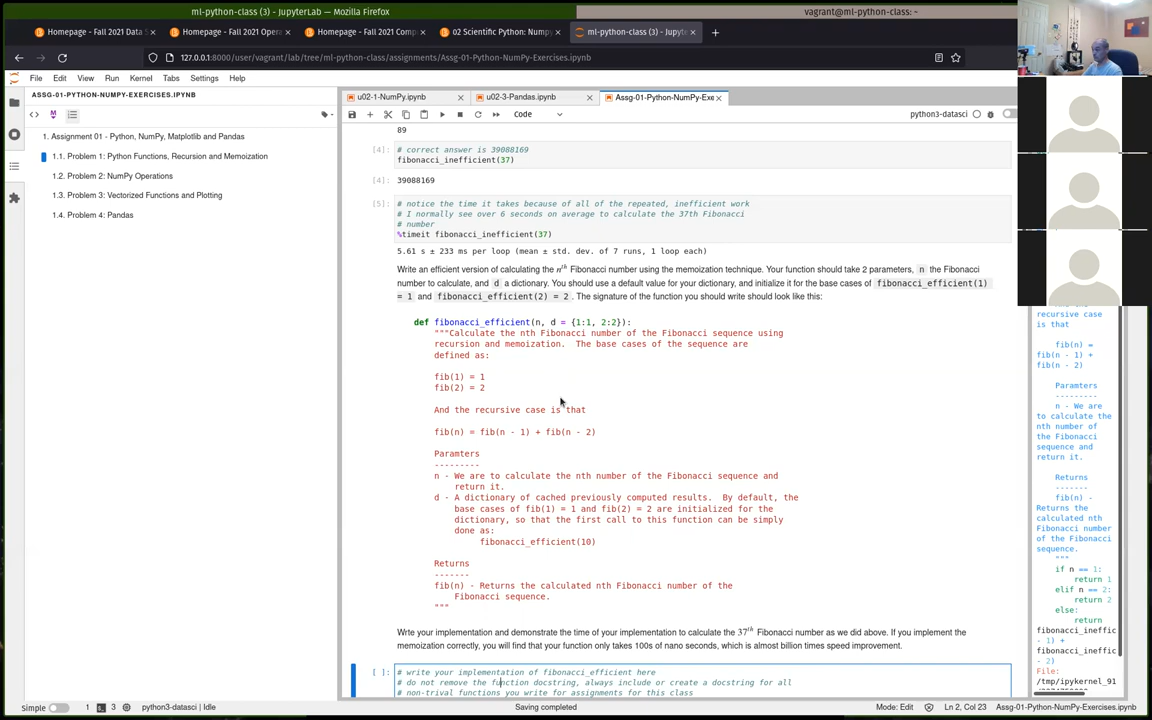 ml-python-class (3) - JupyterLab - Mozilla Firefox
vagrant@ml-python-class: ~
Homepage - Fall 2021 Data S
Homepage - Fall 2021 Opera
Homepage - Fall 2021 Comp
02 Scientific Python: Nump
ml-python-class (3) - Jupyte
127.0.0.1:8000/user/vagrant/lab/tree/ml-python-class/assignments/Assg-01-Python-NumPy-Exercises.ipynb
File Edit View Run Kernel Tabs Settings Help
ASSG-01-PYTHON-NUMPY-EXERCISES.IPYNB
1. Assignment 01 - Python, NumPy, Matplotlib and Pandas
1.1. Problem 1: Python Functions, Recursion and Memoization
1.2. Problem 2: NumPy Operations
1.3. Problem 3: Vectorized Functions and Plotting
1.4. Problem 4: Pandas
u02-1-NumPy.ipynb
u02-3-Pandas.ipynb
Assg-01-Python-NumPy-Exe
Code
python3-datasci
89
[4]: # correct answer is 39088169
fibonacci_inefficient(37)
[4]: 39088169
[5]: # notice the time it takes because of all of the repeated, inefficient work
# I normally see over 6 seconds on average to calculate the 37th Fibonacci
# number
%timeit fibonacci_inefficient(37)
5.61 s ± 233 ms per loop (mean ± std. dev. of 7 runs, 1 loop each)
Write an efficient version of calculating the nth Fibonacci number using the memoization technique. Your function should take 2 parameters, n the Fibonacci
number to calculate, and d a dictionary. You should use a default value for your dictionary, and initialize it for the base cases of fibonacci_efficient(1)
= 1 and fibonacci_efficient(2) = 2 . The signature of the function you should write should look like this:
def fibonacci_efficient(n, d = {1:1, 2:2}):
"""Calculate the nth Fibonacci number of the Fibonacci sequence using
recursion and memoization. The base cases of the sequence are
defined as:
fib(1) = 1
fib(2) = 2
And the recursive case is that
fib(n) = fib(n - 1) + fib(n - 2)
Paramters
---------
n - We are to calculate the nth number of the Fibonacci sequence and
return it.
d - A dictionary of cached previously computed results. By default, the
base cases of fib(1) = 1 and fib(2) = 2 are initialized for the
dictionary, so that the first call to this function can be simply
done as:
fibonacci_efficient(10)
Returns
-------
fib(n) - Returns the calculated nth Fibonacci number of the
Fibonacci sequence.
"""
Wrte your implementation and demonstrate the time of your implementation to calculate the 37th Fibonacci number as we did above. If you implement the
memoization correctly, you will find that your function only takes 100s of nano seconds, which is almost billion times speed improvement.
[ ]: # write your implementation of fibonacci_efficient here
# do not remove the function docstring, always include or create a docstring for all
# non-trival functions you write for assignments for this class
recursive case
is that
fib(n) =
fib(n - 1) +
fib(n - 2)
Paramters
---------
n - We are
to calculate the
nth number of
the Fibonacci
sequence and
return it.
Returns
-------
fib(n) -
Returns the
calculated nth
Fibonacci number
of the Fibonacci
sequence.
"""
if n == 1:
return 1
elif n == 2:
return 2
else:
return
fibonacci_ineffic
- 1) +
fibonacci_ineffic
- 2)
File:
/tmp/ipykernel_91
Simple
1
3
python3-datasci | Idle
Saving completed
Mode: Edit
Ln 2, Col 23
Assg-01-Python-NumPy-Exercises.ipynb